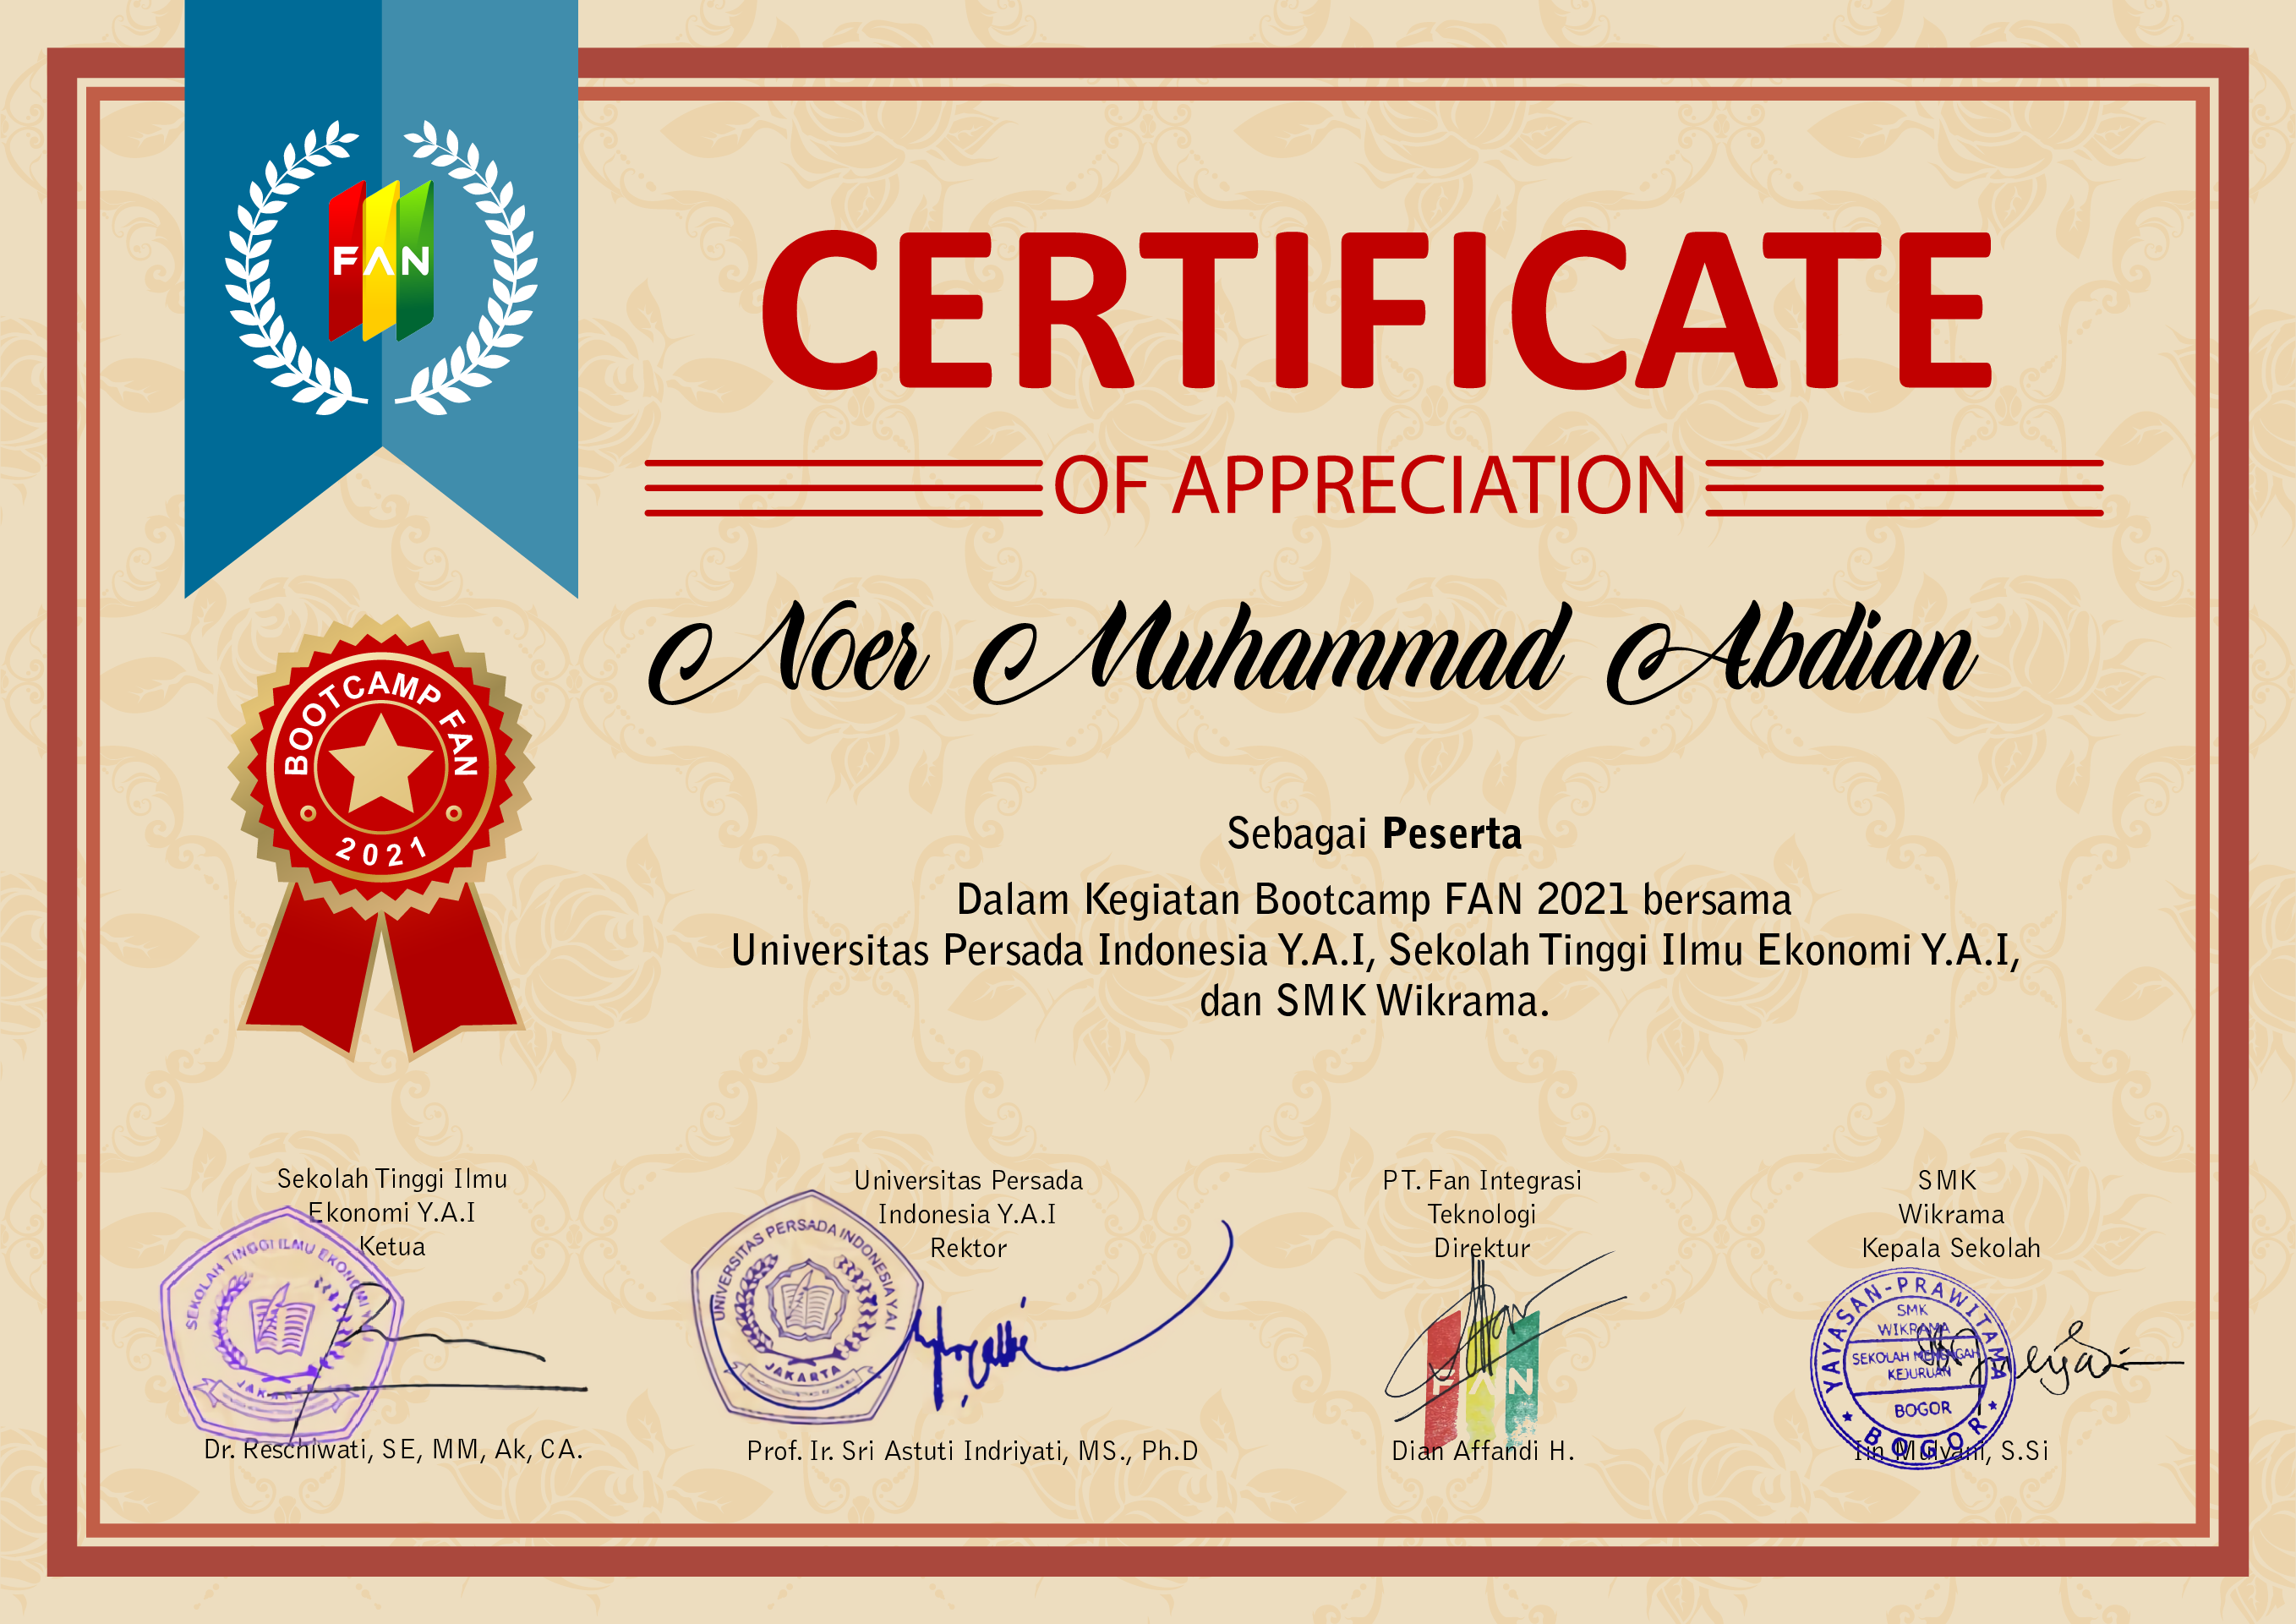 FAN
CERTIFICATE
OF APPRECIATION
Noer Muhammad Abdian
BOOTCAMP FAN
2021
Sebagai Peserta
Dalam Kegiatan Bootcamp FAN 2021 bersama
Universitas Persada Indonesia Y.A.I, Sekolah Tinggi Ilmu Ekonomi Y.A.I,
dan SMK Wikrama.
Sekolah Tinggi Ilmu
Ekonomi Y.A.I
Ketua
SEKOLAH TINGGI ILMU EKONOMI
JAKARTA
Dr. Reschiwati, SE, MM, Ak, CA.
Universitas Persada
Indonesia Y.A.I
Rektor
UNIVERSITAS PERSADA INDONESIA Y.A.I
JAKARTA
Prof. Ir. Sri Astuti Indriyati, MS., Ph.D
PT. Fan Integrasi
Teknologi
Direktur
FAN
Dian Affandi H.
SMK
Wikrama
Kepala Sekolah
YAYASAN-PRAWITAMA
SMK
WIKRAMA
SEKOLAH MENENGAH
KEJURUAN
BOGOR
BOGOR
Iin Mulyani, S.Si